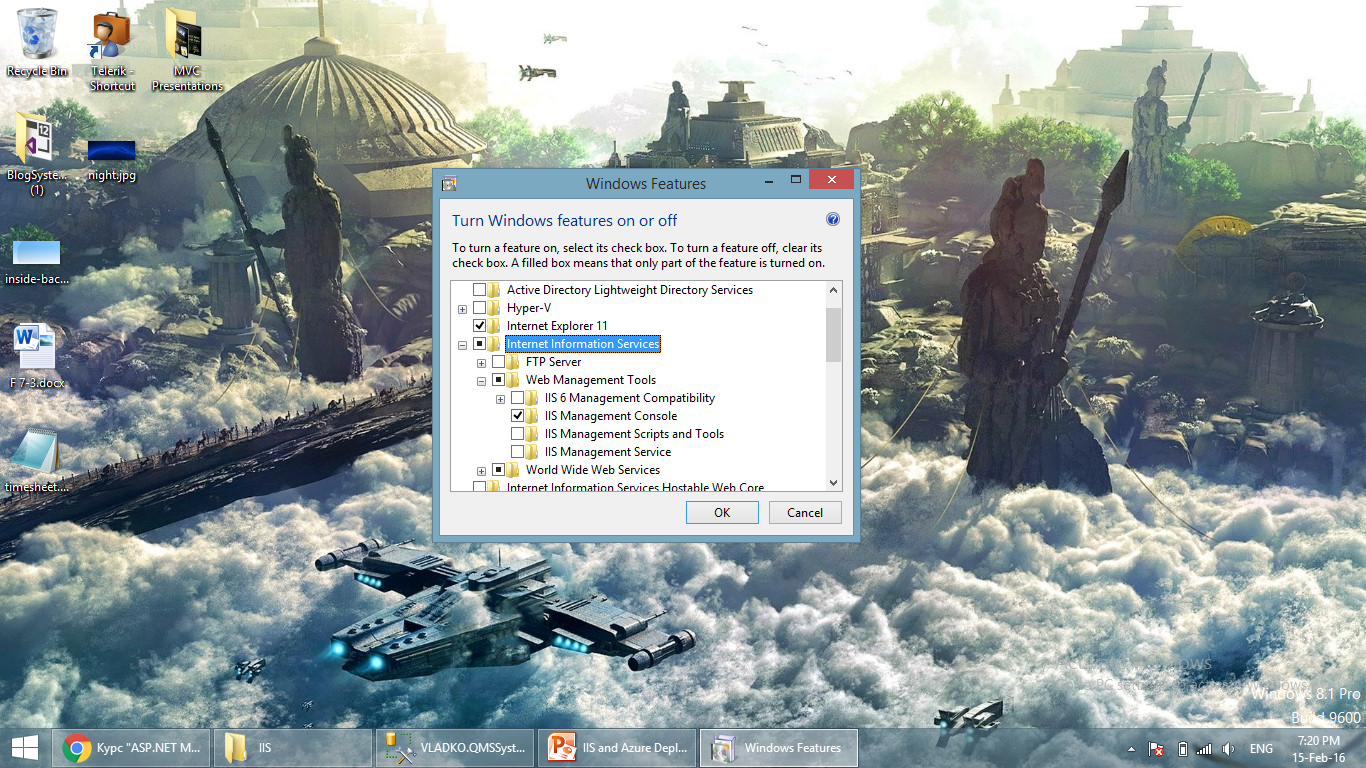 Recycle Bin
Telerik -
Shortcut
MVC
Presentations
BlogSyste...
(1)
night.jpg
inside-bac...
F 7-3.docx
timesheet....
Windows Features
Turn Windows features on or off
To turn a feature on, select its check box. To turn a feature off, clear its
check box. A filled box means that only part of the feature is turned on.
Active Directory Lightweight Directory Services
Hyper-V
Internet Explorer 11
Internet Information Services
FTP Server
Web Management Tools
IIS 6 Management Compatibility
IIS Management Console
IIS Management Scripts and Tools
IIS Management Service
World Wide Web Services
Internet Information Services Hostable Web Core
OK
Cancel
Windows 8.1 Pro
Build 9600
Курс "ASP.NET M...
IIS
VLADKO.QMSSyst...
IIS and Azure Depl...
Windows Features
ENG
7:20 PM
15-Feb-16